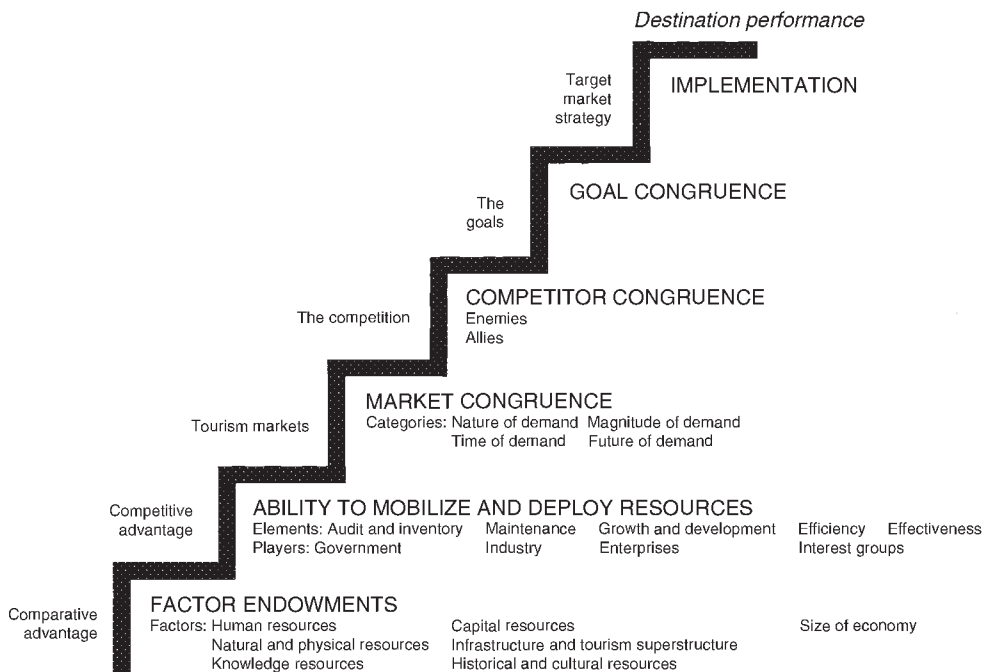 Destination performance
Target
market
strategy
IMPLEMENTATION
GOAL CONGRUENCE
The
goals
COMPETITOR CONGRUENCE
Enemies
Allies
The competition
MARKET CONGRUENCE
Categories: Nature of demand Magnitude of demand
Time of demand Future of demand
Tourism markets
Competitive
advantage
ABILITY TO MOBILIZE AND DEPLOY RESOURCES
Elements: Audit and inventory Maintenance Growth and development Efficiency Effectiveness
Players: Government Industry Enterprises Interest groups
Comparative
advantage
FACTOR ENDOWMENTS
Factors: Human resources Capital resources Size of economy
Natural and physical resources Infrastructure and tourism superstructure
Knowledge resources Historical and cultural resources